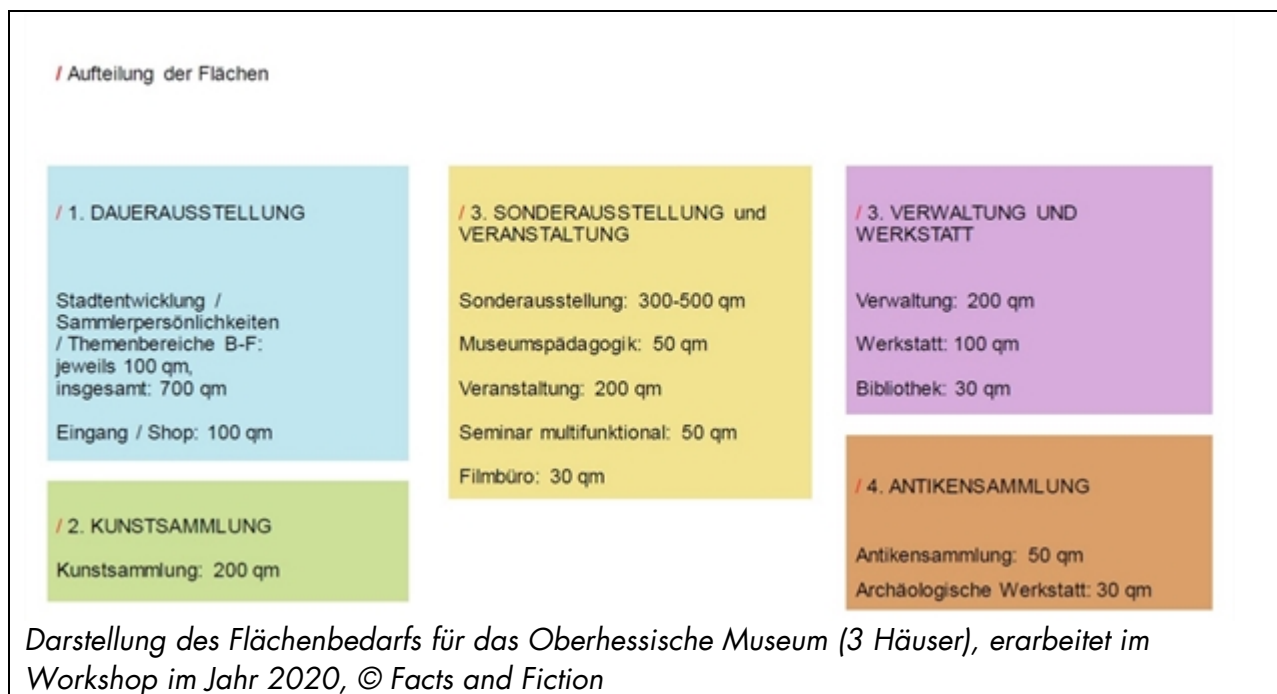 / Aufteilung der Flächen
/ 1. DAUERAUSSTELLUNG
Stadtentwicklung /
Sammlerpersönlichkeiten
/ Themenbereiche B-F:
jeweils 100 qm,
insgesamt: 700 qm
Eingang / Shop: 100 qm
/ 2. KUNSTSAMMLUNG
Kunstsammlung: 200 qm
/ 3. SONDERAUSSTELLUNG und
VERANSTALTUNG
Sonderausstellung: 300-500 qm
Museumspädagogik: 50 qm
Veranstaltung: 200 qm
Seminar multifunktional: 50 qm
Filmbüro: 30 qm
/ 3. VERWALTUNG UND
WERKSTATT
Verwaltung: 200 qm
Werkstatt: 100 qm
Bibliothek: 30 qm
/ 4. ANTIKENSAMMLUNG
Antikensammlung: 50 qm
Archäologische Werkstatt: 30 qm
Darstellung des Flächenbedarfs für das Oberhessische Museum (3 Häuser), erarbeitet im
Workshop im Jahr 2020, © Facts and Fiction